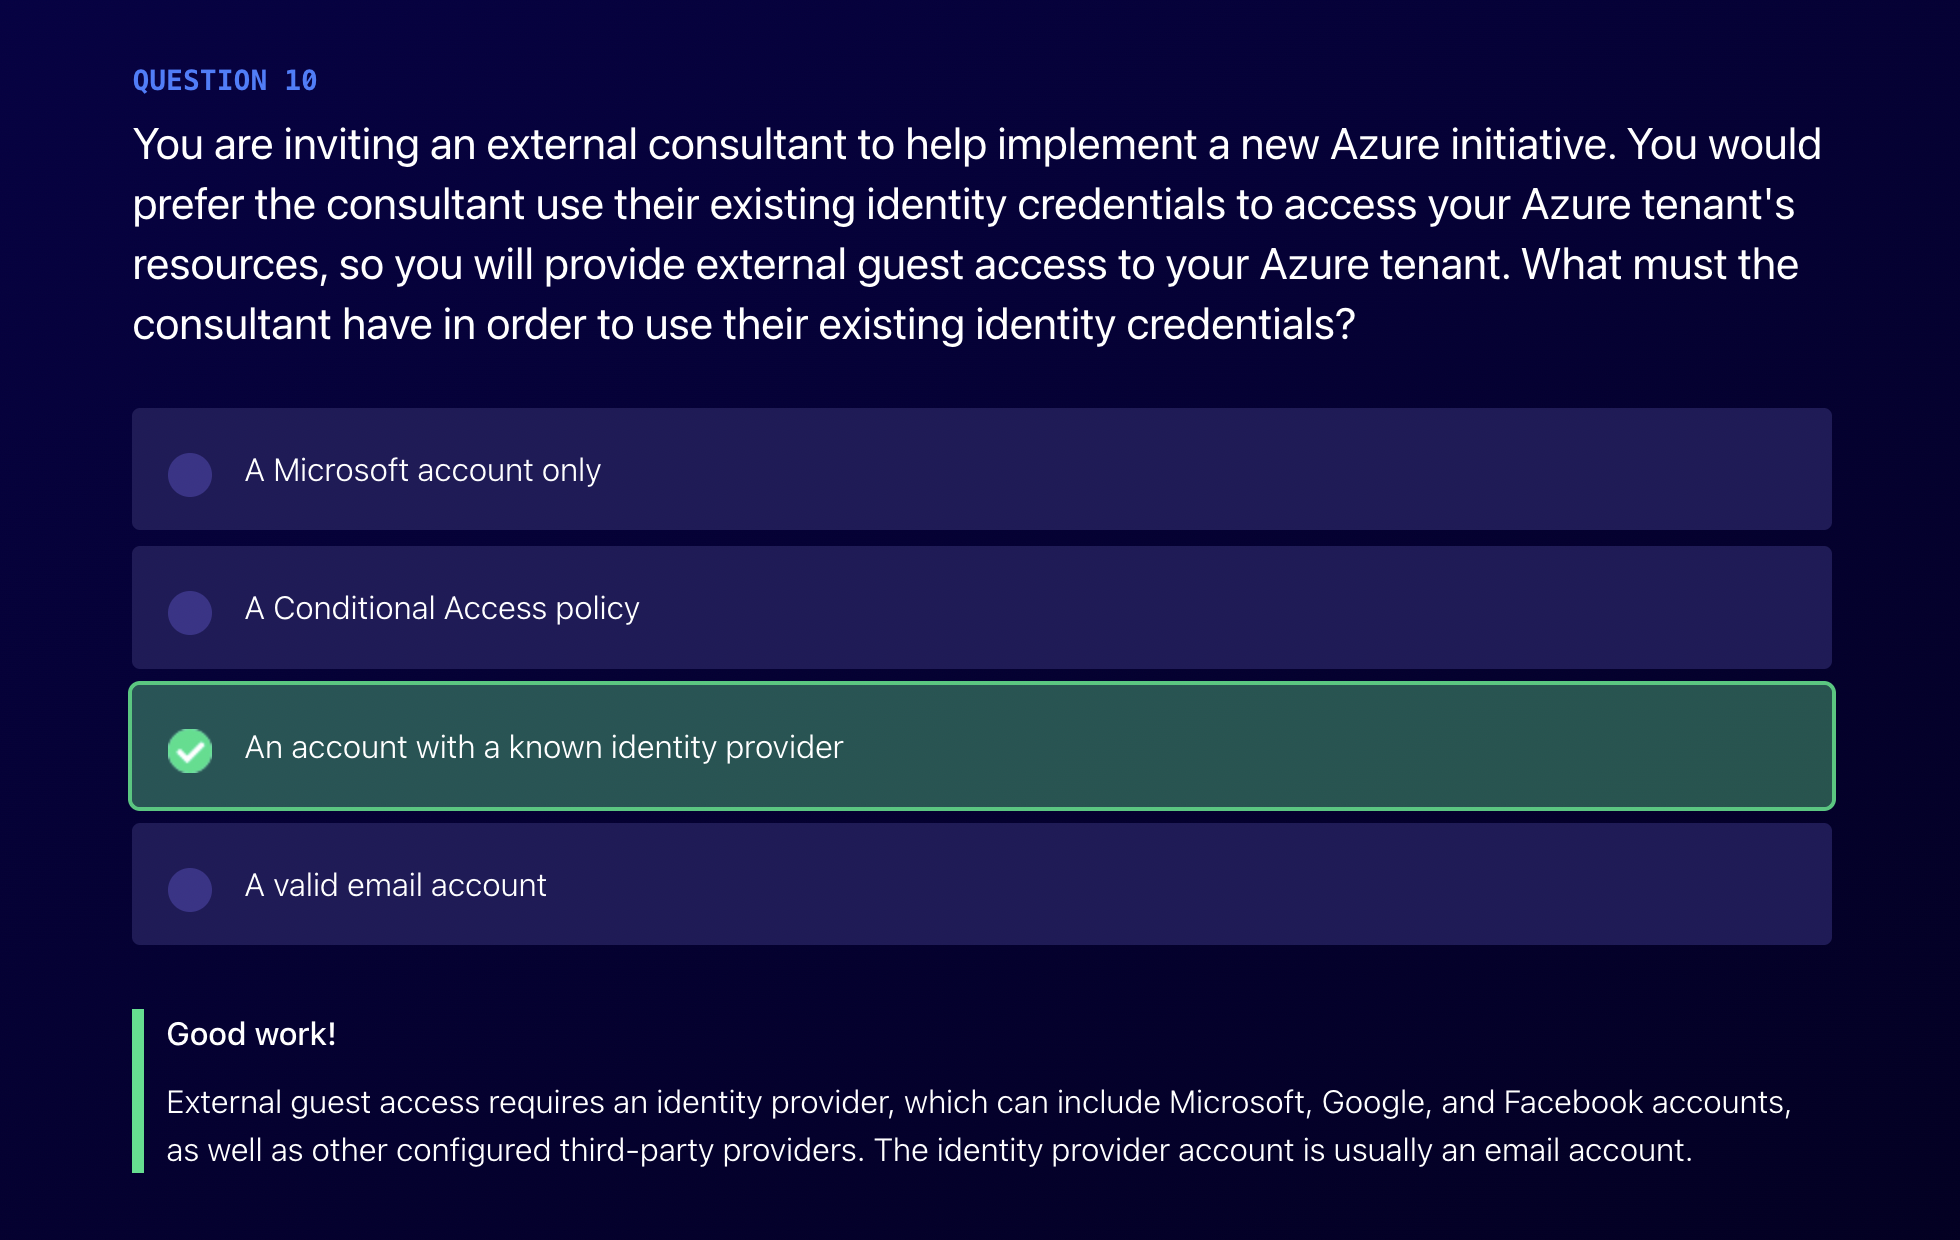 QUESTION 10
You are inviting an external consultant to help implement a new Azure initiative. You would
prefer the consultant use their existing identity credentials to access your Azure tenant's
resources, so you will provide external guest access to your Azure tenant. What must the
consultant have in order to use their existing identity credentials?
A Microsoft account only
A Conditional Access policy
An account with a known identity provider
A valid email account
Good work!
External guest access requires an identity provider, which can include Microsoft, Google, and Facebook accounts,
as well as other configured third-party providers. The identity provider account is usually an email account.